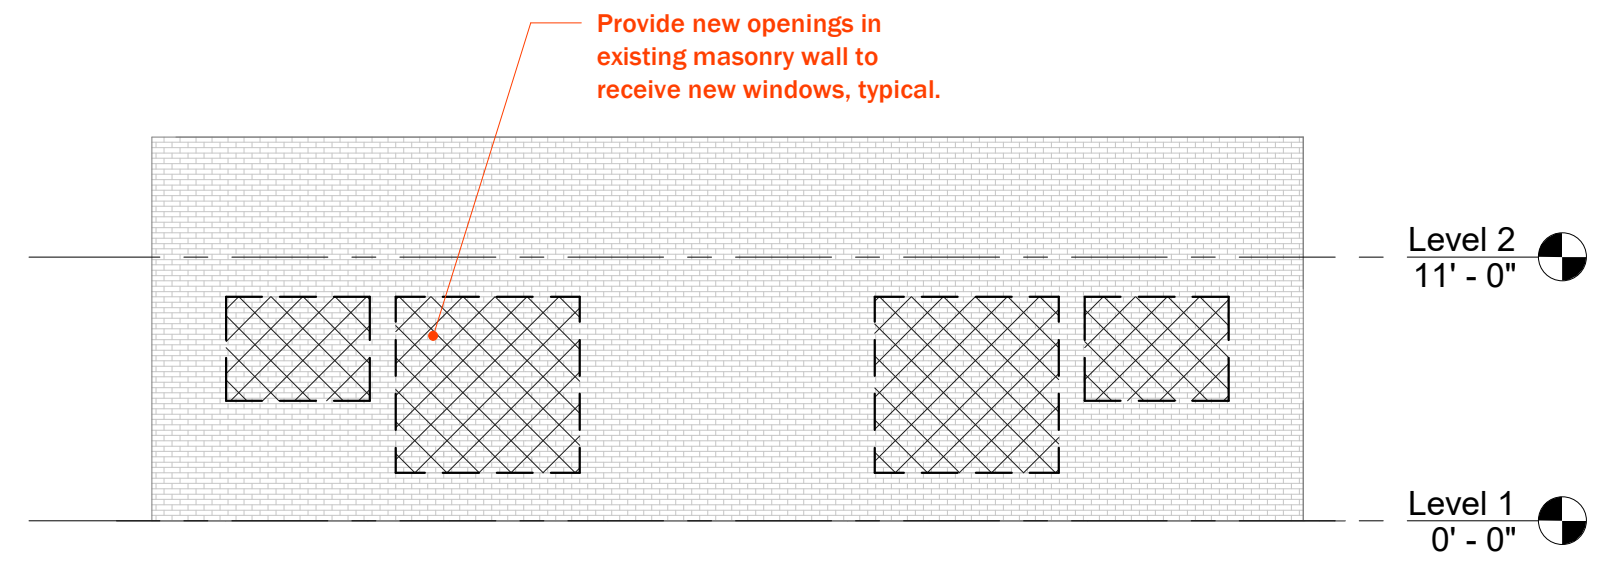 Provide new openings in
existing masonry wall to
receive new windows, typical.
Level 2
11' - 0"
Level 1
0' - 0"